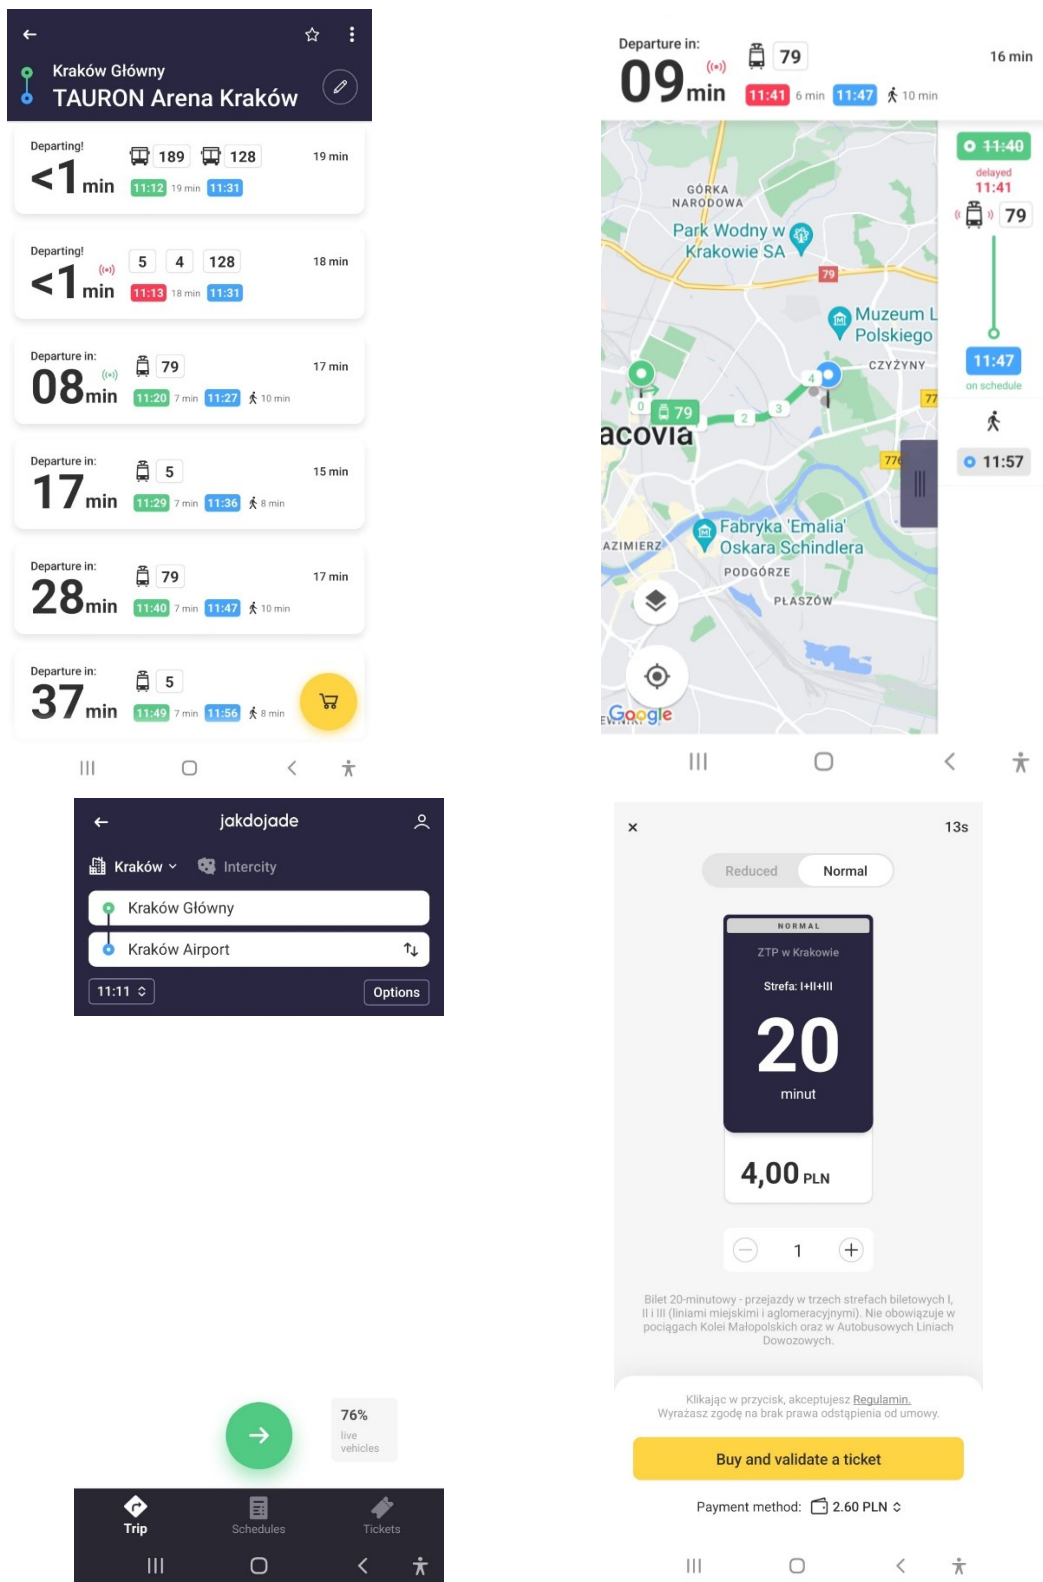 Kraków Główny
TAURON Arena Kraków
Departing!
<1 min
189 128
19 min
11:12 19 min 11:31
Departing!
<1 min
5 4 128
18 min
11:13 18 min 11:31
Departure in:
08 min
79
17 min
11:20 7 min 11:27 10 min
Departure in:
17 min
5
15 min
11:29 7 min 11:36 8 min
Departure in:
28 min
79
17 min
11:40 7 min 11:47 10 min
Departure in:
37 min
5
11:49 7 min 11:56 8 min
Departure in:
09 min
79
16 min
11:41 6 min 11:47 10 min
GÓRKA
NARODOWA
Park Wodny w
Krakowie SA
79
Muzeum L
Polskiego
CZYŻYNY
4
3
2
0
79
77
acovia
776
Fabryka 'Emalia'
Oskara Schindlera
AZIMIERZ
PODGÓRZE
PŁASZÓW
Google
11:40
delayed
11:41
79
11:47
on schedule
11:57
jakdojade
Kraków Intercity
Kraków Główny
Kraków Airport
11:11
Options
76%
live
vehicles
Trip Schedules Tickets
13s
Reduced Normal
NORMAL
ZTP w Krakowie
Strefa: I+II+III
20
minut
4,00 PLN
1
Bilet 20-minutowy - przejazdy w trzech strefach biletowych I,
II i III (liniami miejskimi i aglomeracyjnymi). Nie obowiązuje w
pociągach Kolei Małopolskich oraz w Autobusowych Liniach
Dowozowych.
Klikając w przycisk, akceptujesz Regulamin.
Wyrażasz zgodę na brak prawa odstąpienia od umowy.
Buy and validate a ticket
Payment method: 2.60 PLN